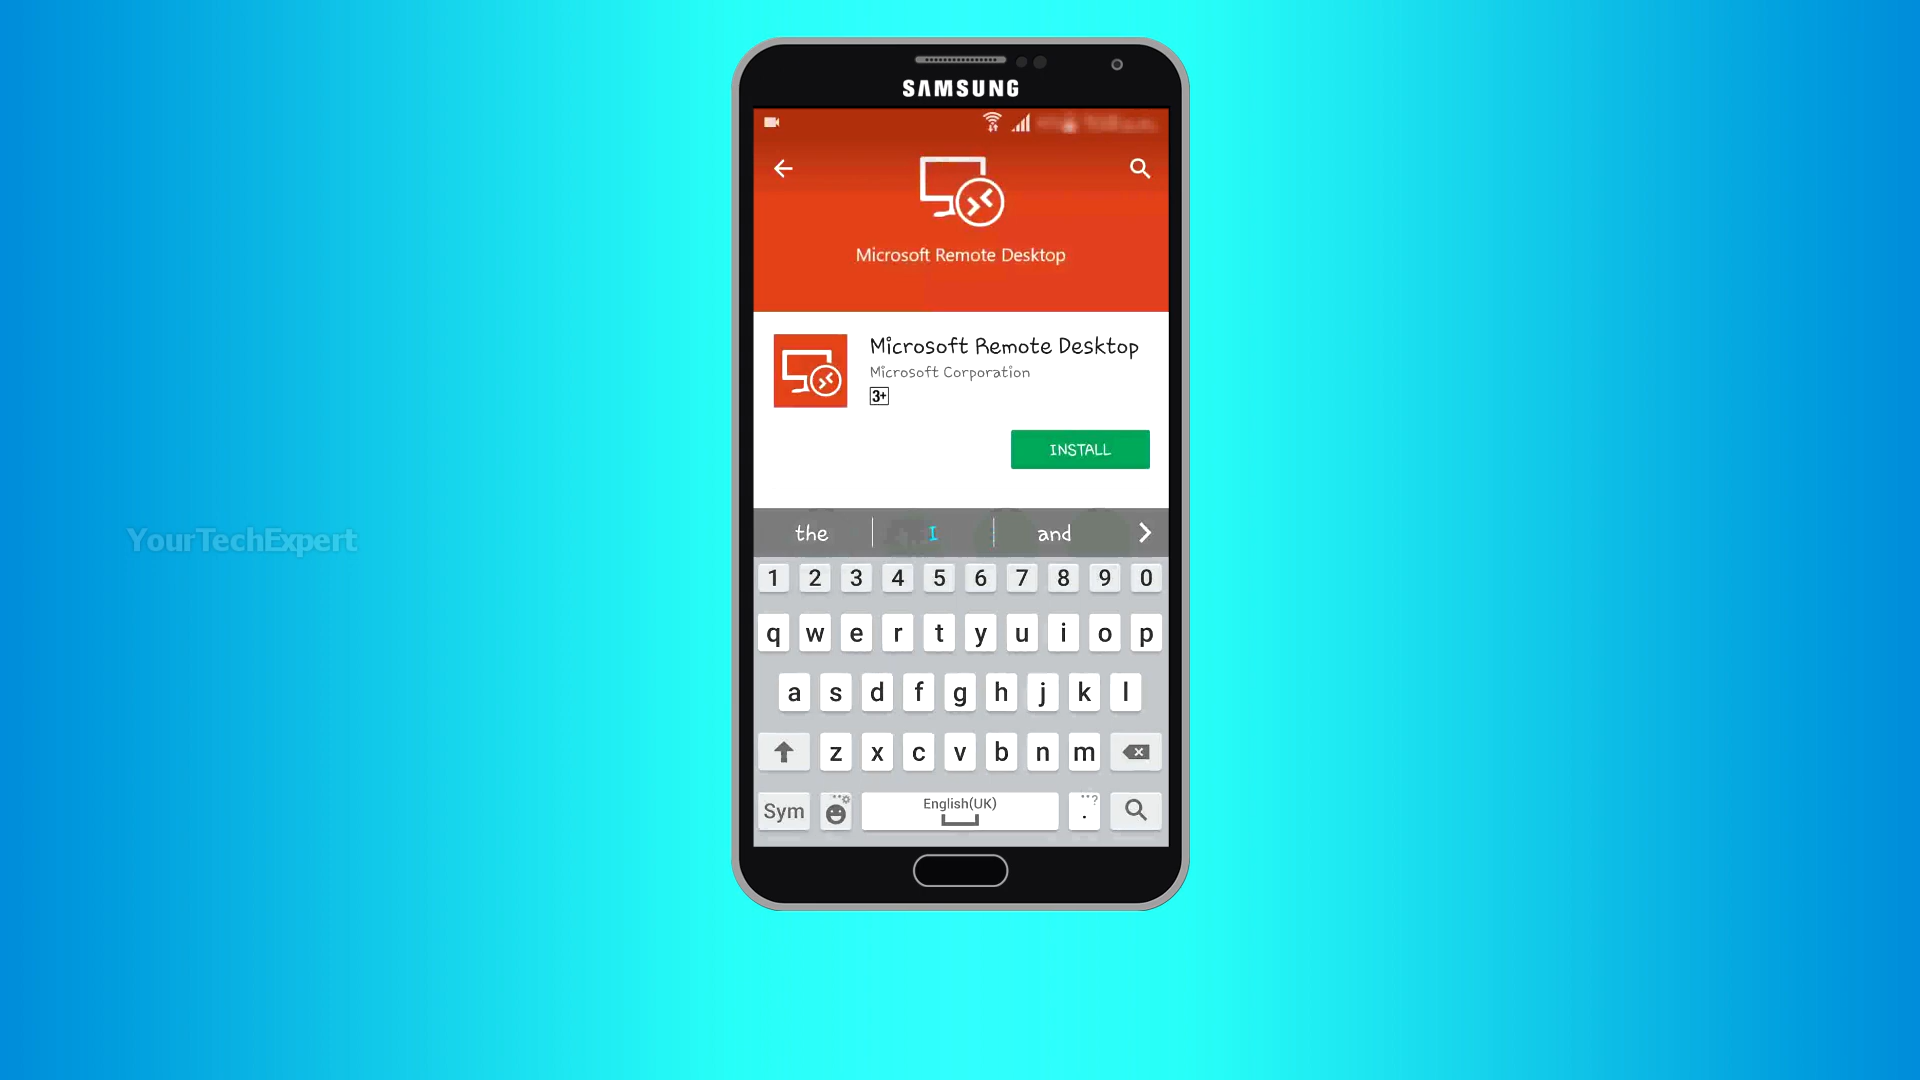 SAMSUNG
Microsoft Remote Desktop
Microsoft Remote Desktop
Microsoft Corporation
3+
INSTALL
YourTechExpert
the I and
1 2 3 4 5 6 7 8 9 0
q w e r t y u i o p
a s d f g h j k l
z x c v b n m
Sym English(UK) . ?